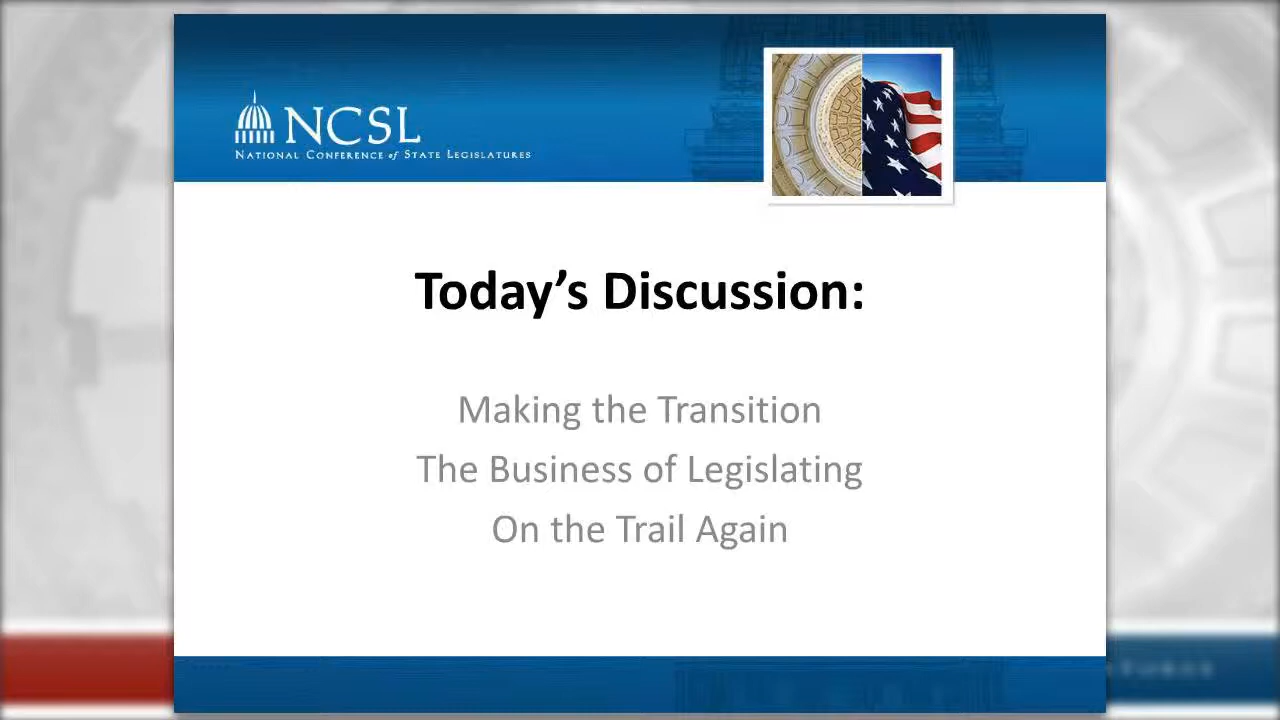 NCSL
NATIONAL CONFERENCE of STATE LEGISLATURES
Today’s Discussion:
Making the Transition
The Business of Legislating
On the Trail Again